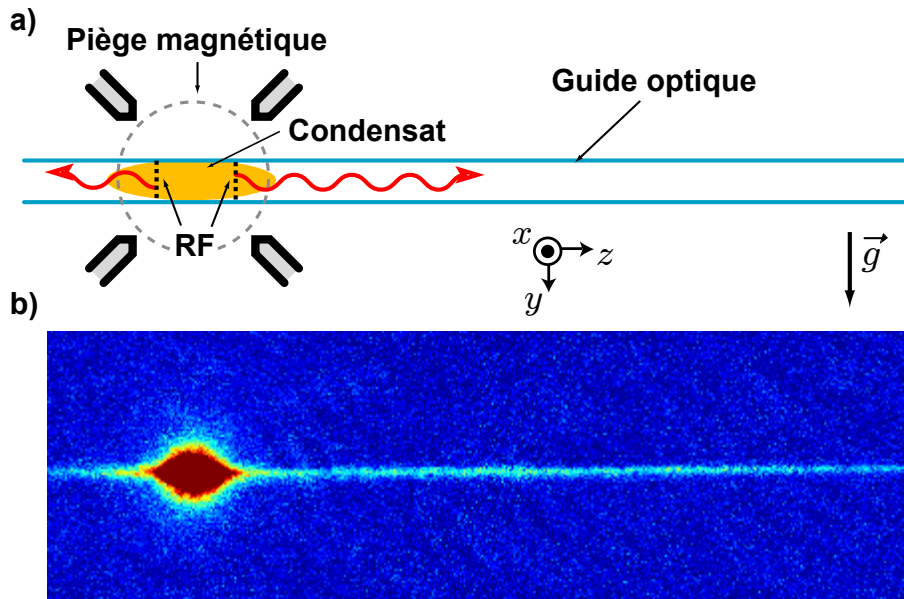 a)
Piège magnétique
Guide optique
Condensat
RF
x
z
y
g
b)